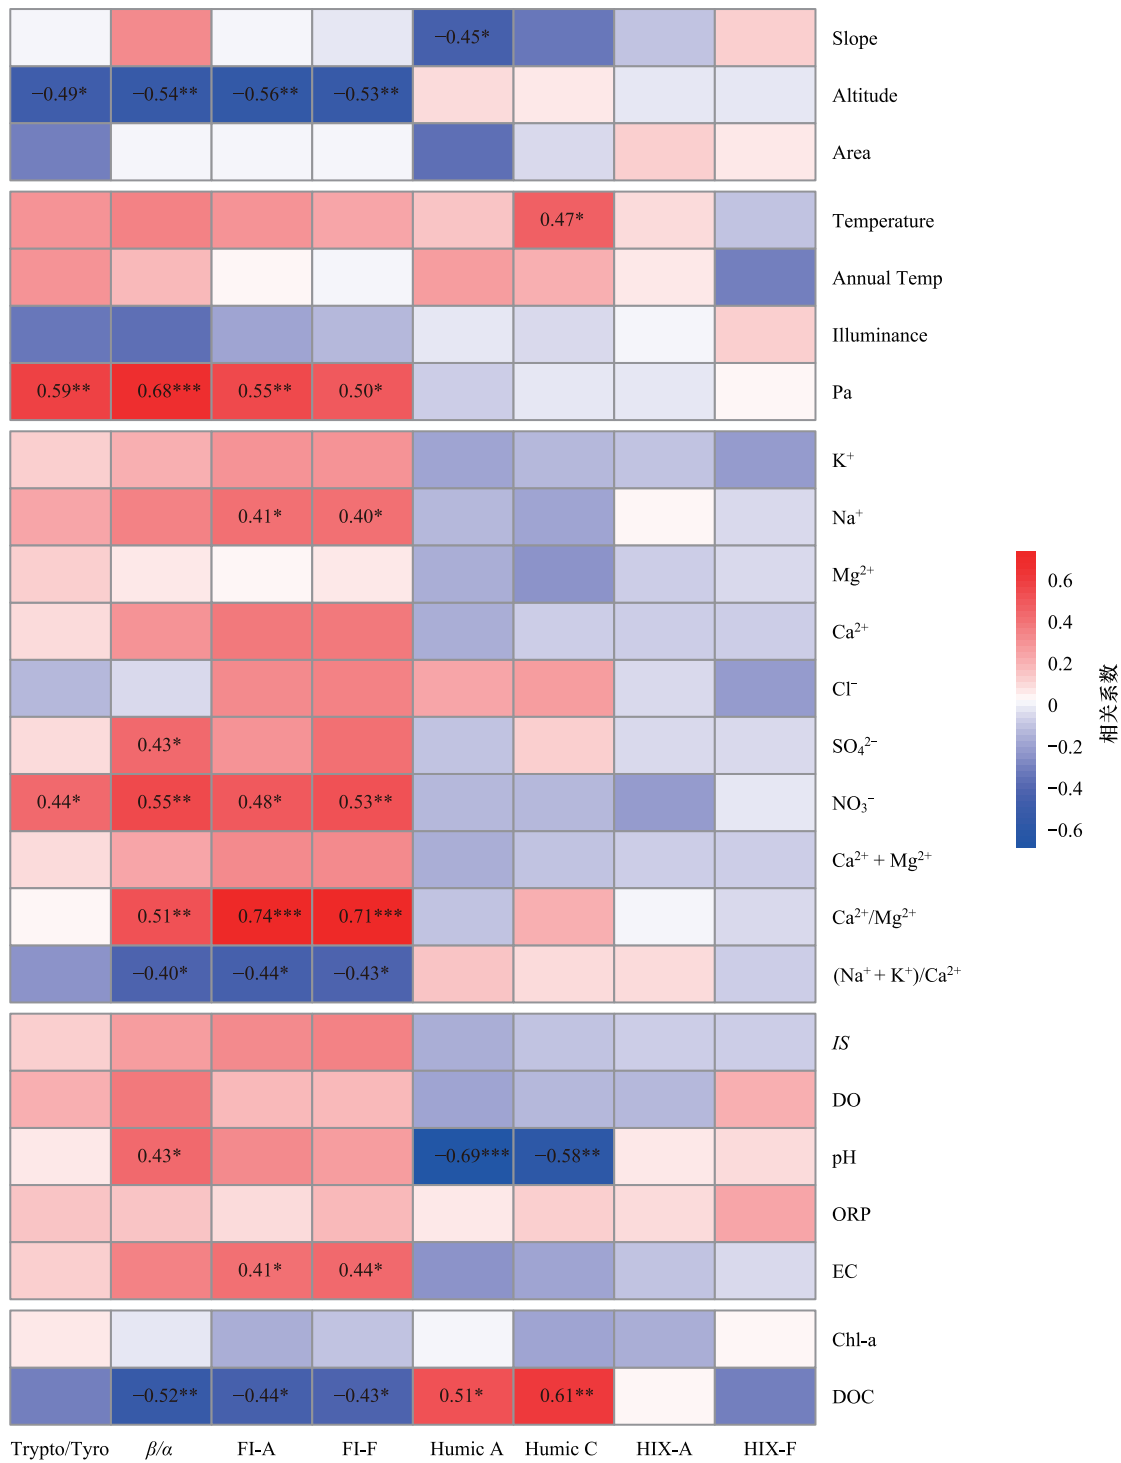 −0.45* Slope
−0.49* −0.54** −0.56** −0.53** Altitude
Area
0.47* Temperature
Annual Temp
Illuminance
0.59** 0.68*** 0.55** 0.50* Pa
K⁺
0.41* 0.40* Na⁺
Mg²⁺
0.6
Ca²⁺
0.4
0.2
Cl⁻
0
相关系数
0.43* SO₄²⁻
−0.2
0.44* 0.55** 0.48* 0.53** NO₃⁻
−0.4
−0.6
Ca²⁺ + Mg²⁺
0.51** 0.74*** 0.71*** Ca²⁺/Mg²⁺
−0.40* −0.44* −0.43* (Na⁺ + K⁺)/Ca²⁺
IS
DO
0.43* −0.69*** −0.58** pH
ORP
0.41* 0.44* EC
Chl-a
−0.52** −0.44* −0.43* 0.51* 0.61** DOC
Trypto/Tyro β/α FI-A FI-F Humic A Humic C HIX-A HIX-F